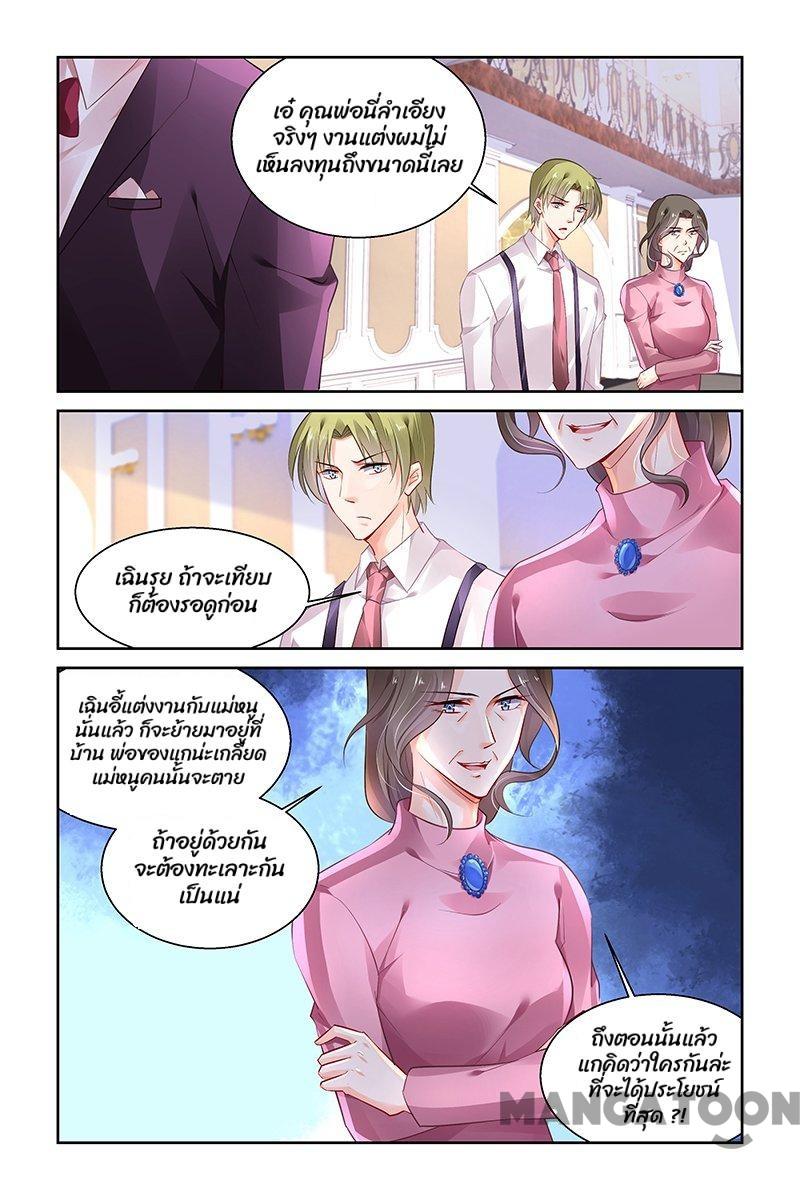 เอ๋ คุณพ่อนี่ลำเอียง
จริงๆ งานแต่งผมไม่
เห็นลงทุนถึงขนาดนี้เลย
เฉินรุย ถ้าจะเทียบ
ก็ต้องรอดูก่อน
เฉินอี้แต่งงานกับแม่หนู
นั่นแล้ว ก็จะย้ายมาอยู่ที่
บ้าน พ่อของแกน่ะเกลียด
แม่หนูคนนั้นจะตาย
ถ้าอยู่ด้วยกัน
จะต้องทะเลาะกัน
เป็นแน่
ถึงตอนนั้นแล้ว
แกคิดว่าใครกันล่ะ
ที่จะได้ประโยชน์
ที่สุด ?!
MANGATOON